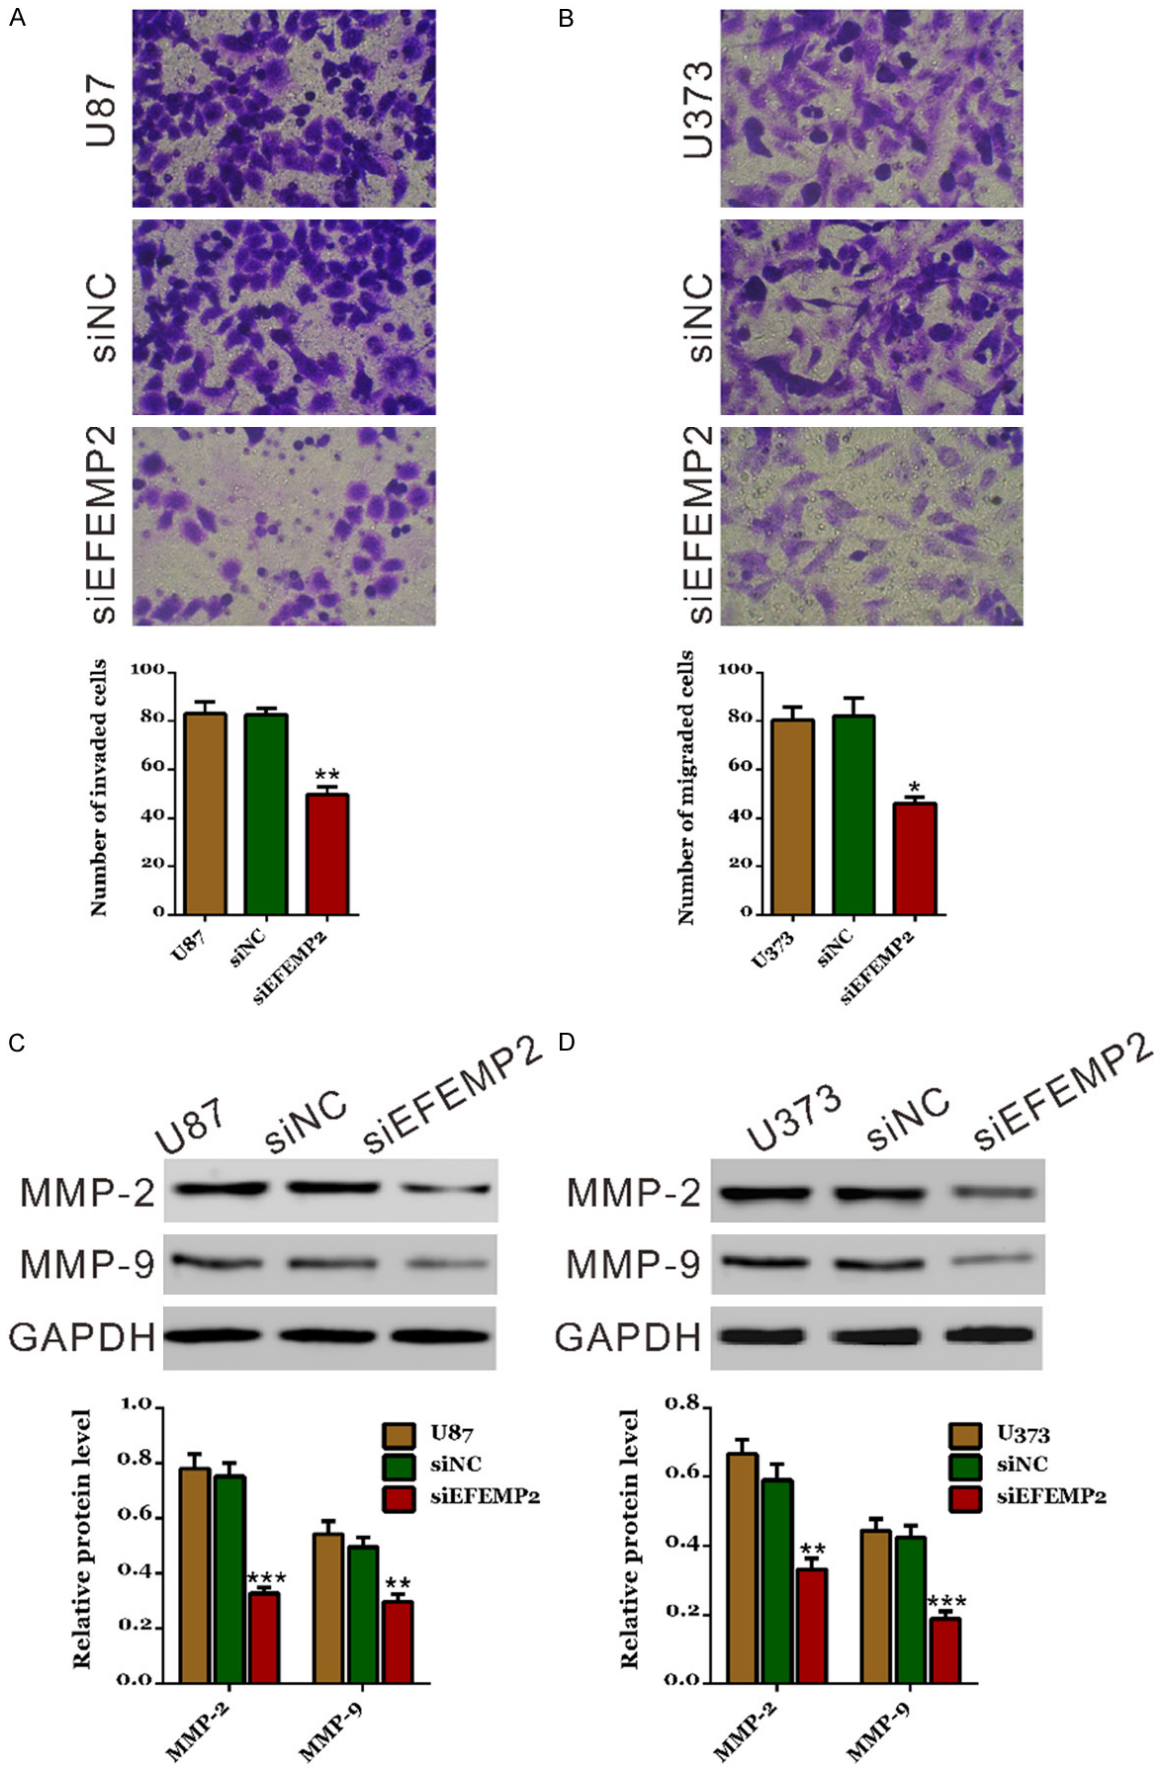 A
B
U87
siNC
siEFEMP2
U373
siNC
siEFEMP2
Number of invaded cells
100
80
60
40
20
0
U87
siNC
siEFEMP2
**
Number of migraded cells
100
80
60
40
20
0
U373
siNC
siEFEMP2
*
C
U87
siNC
siEFEMP2
MMP-2
MMP-9
GAPDH
D
U373
siNC
siEFEMP2
MMP-2
MMP-9
GAPDH
Relative protein level
1.0
0.8
0.6
0.4
0.2
0.0
U87
siNC
siEFEMP2
***
**
MMP-2
MMP-9
Relative protein level
0.8
0.6
0.4
0.2
0.0
U373
siNC
siEFEMP2
**
***
MMP-2
MMP-9